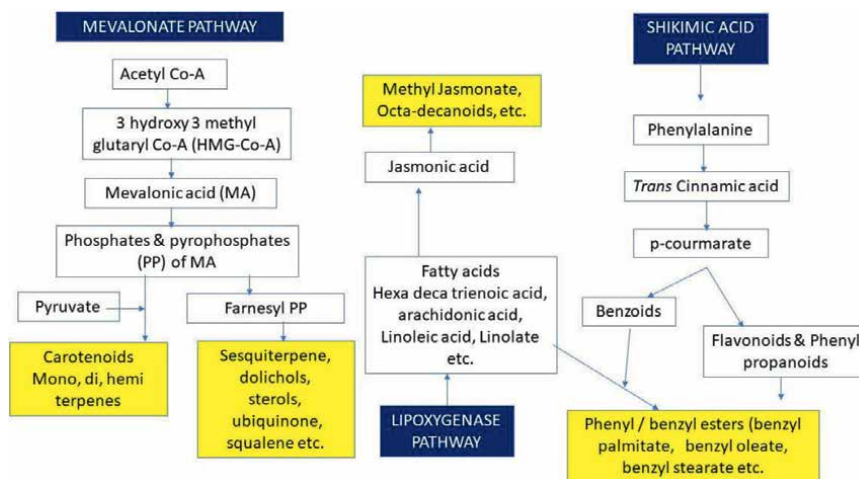 MEVALONATE PATHWAY
Acetyl Co-A
3 hydroxy 3 methyl
glutaryl Co-A (HMG-Co-A)
Mevalonic acid (MA)
Phosphates & pyrophosphates
(PP) of MA
Pyruvate
Farnesyl PP
Carotenoids
Mono, di, hemi
terpenes
Sesquiterpene,
dolichols,
sterols,
ubiquinone,
squalene etc.
Methyl Jasmonate,
Octa-decanoids, etc.
Jasmonic acid
Fatty acids
Hexa deca trienoic acid,
arachidonic acid,
Linoleic acid, Linolate
etc.
LIPOXYGENASE
PATHWAY
SHIKIMIC ACID
PATHWAY
Phenylalanine
Trans Cinnamic acid
p-courmarate
Benzoids
Flavonoids & Phenyl
propanoids
Phenyl / benzyl esters (benzyl
palmitate, benzyl oleate,
benzyl stearate etc.